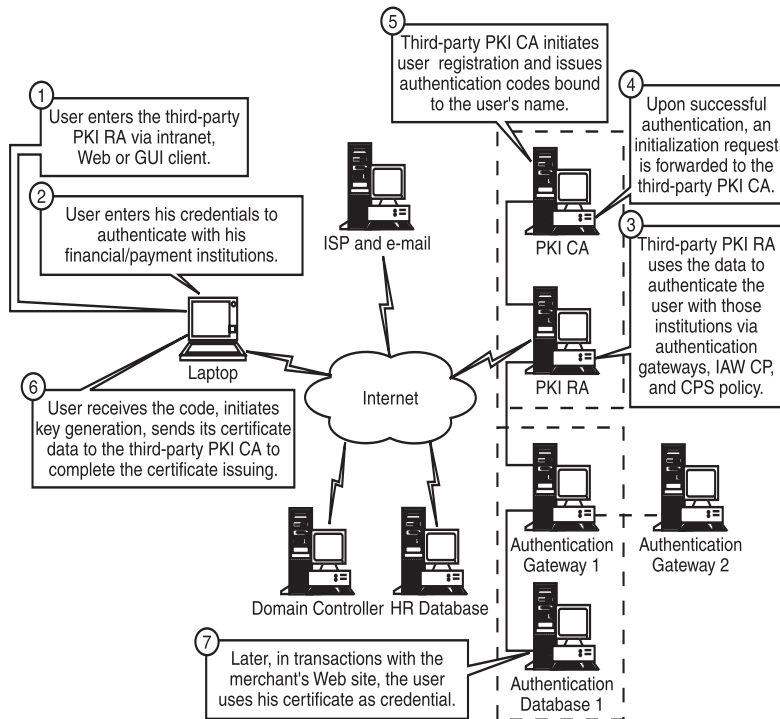 5
Third-party PKI CA initiates
user registration and issues
authentication codes bound
to the user's name.
1
User enters the third-party
PKI RA via intranet,
Web or GUI client.
4
Upon successful
authentication, an
initialization request
is forwarded to the
third-party PKI CA.
2
User enters his credentials to
authenticate with his
financial/payment institutions.
ISP and e-mail
PKI CA
3
Third-party PKI RA
uses the data to
authenticate the
user with those
institutions via
authentication
gateways, IAW CP,
and CPS policy.
Laptop
PKI RA
Internet
6
User receives the code, initiates
key generation, sends its certificate
data to the third-party PKI CA to
complete the certificate issuing.
Authentication
Gateway 1
Authentication
Gateway 2
Domain Controller
HR Database
7
Later, in transactions with the
merchant's Web site, the user
uses his certificate as credential.
Authentication
Database 1